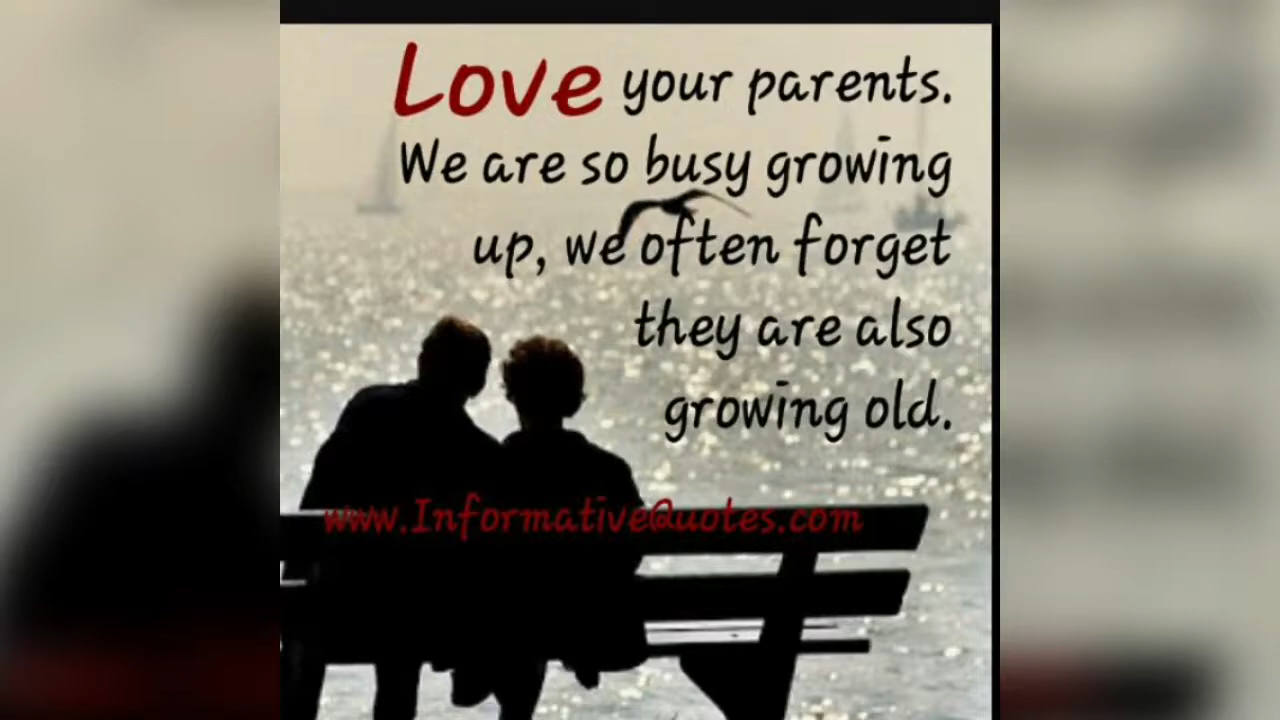 Love your parents.
We are so busy growing
up, we often forget
they are also
growing old.
www.InformativeQuotes.com